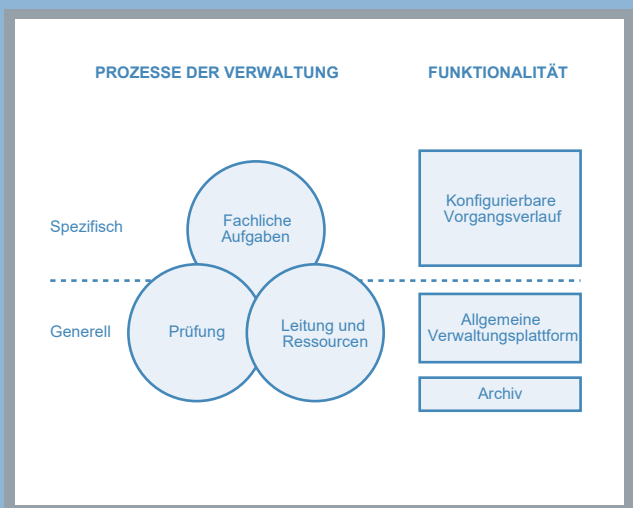 PROZESSE DER VERWALTUNG
FUNKTIONALITÄT
Spezifisch
Fachliche
Aufgaben
Konfigurierbare
Vorgangsverlauf
Generell
Prüfung
Leitung und
Ressourcen
Allgemeine
Verwaltungsplattform
Archiv